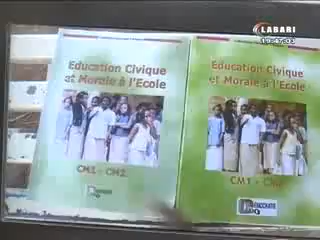 LABARI
Education Civique
et Morale à l'Ecole
CM1 - CM2
Education Civique
et Morale à l'Ecole
CM1 - CM2